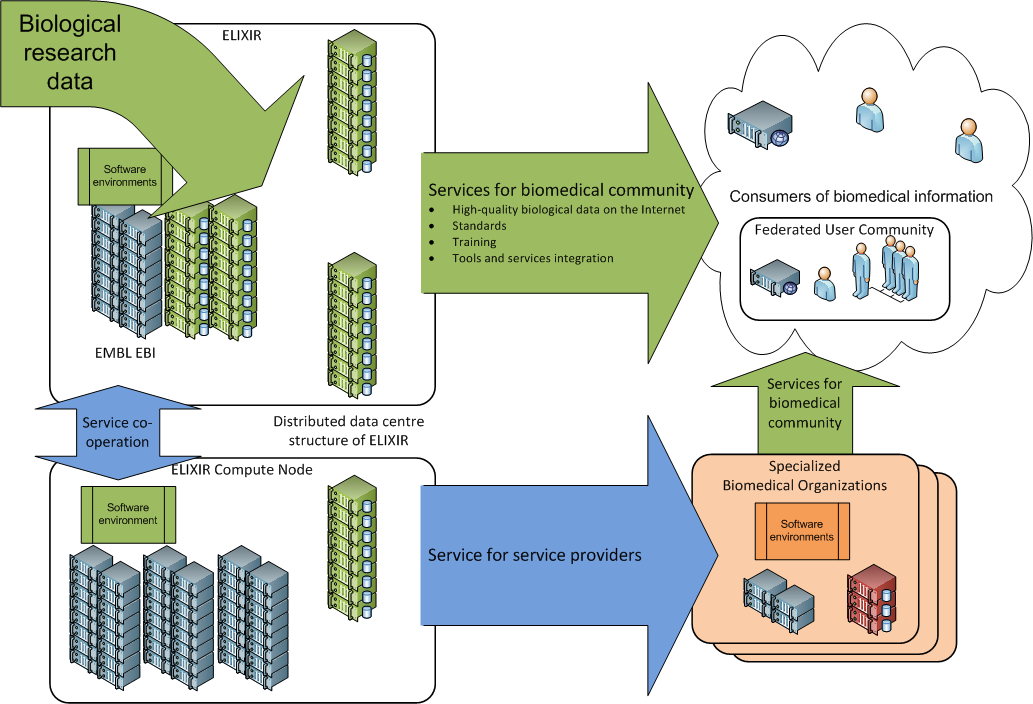 Biological
research
data
ELIXIR
Software
environments
EMBL EBI
Services for biomedical community
• High-quality biological data on the Internet
• Standards
• Training
• Tools and services integration
Consumers of biomedical information
Federated User Community
Service co-
operation
Distributed data centre
structure of ELIXIR
Services for
biomedical
community
ELIXIR Compute Node
Software
environment
Service for service providers
Specialized
Biomedical Organizations
Software
environments